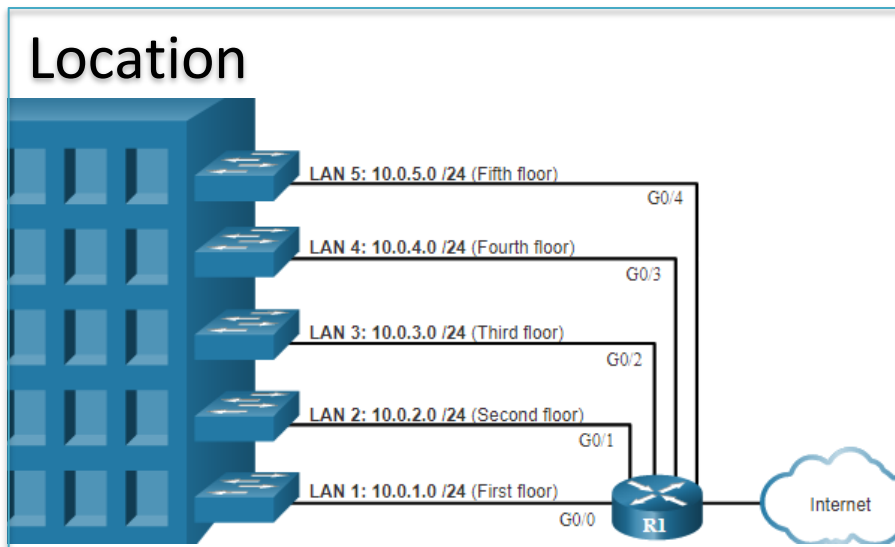 Location
LAN 5: 10.0.5.0 /24 (Fifth floor)
G0/4
LAN 4: 10.0.4.0 /24 (Fourth floor)
G0/3
LAN 3: 10.0.3.0 /24 (Third floor)
G0/2
LAN 2: 10.0.2.0 /24 (Second floor)
G0/1
LAN 1: 10.0.1.0 /24 (First floor)
G0/0
R1
Internet